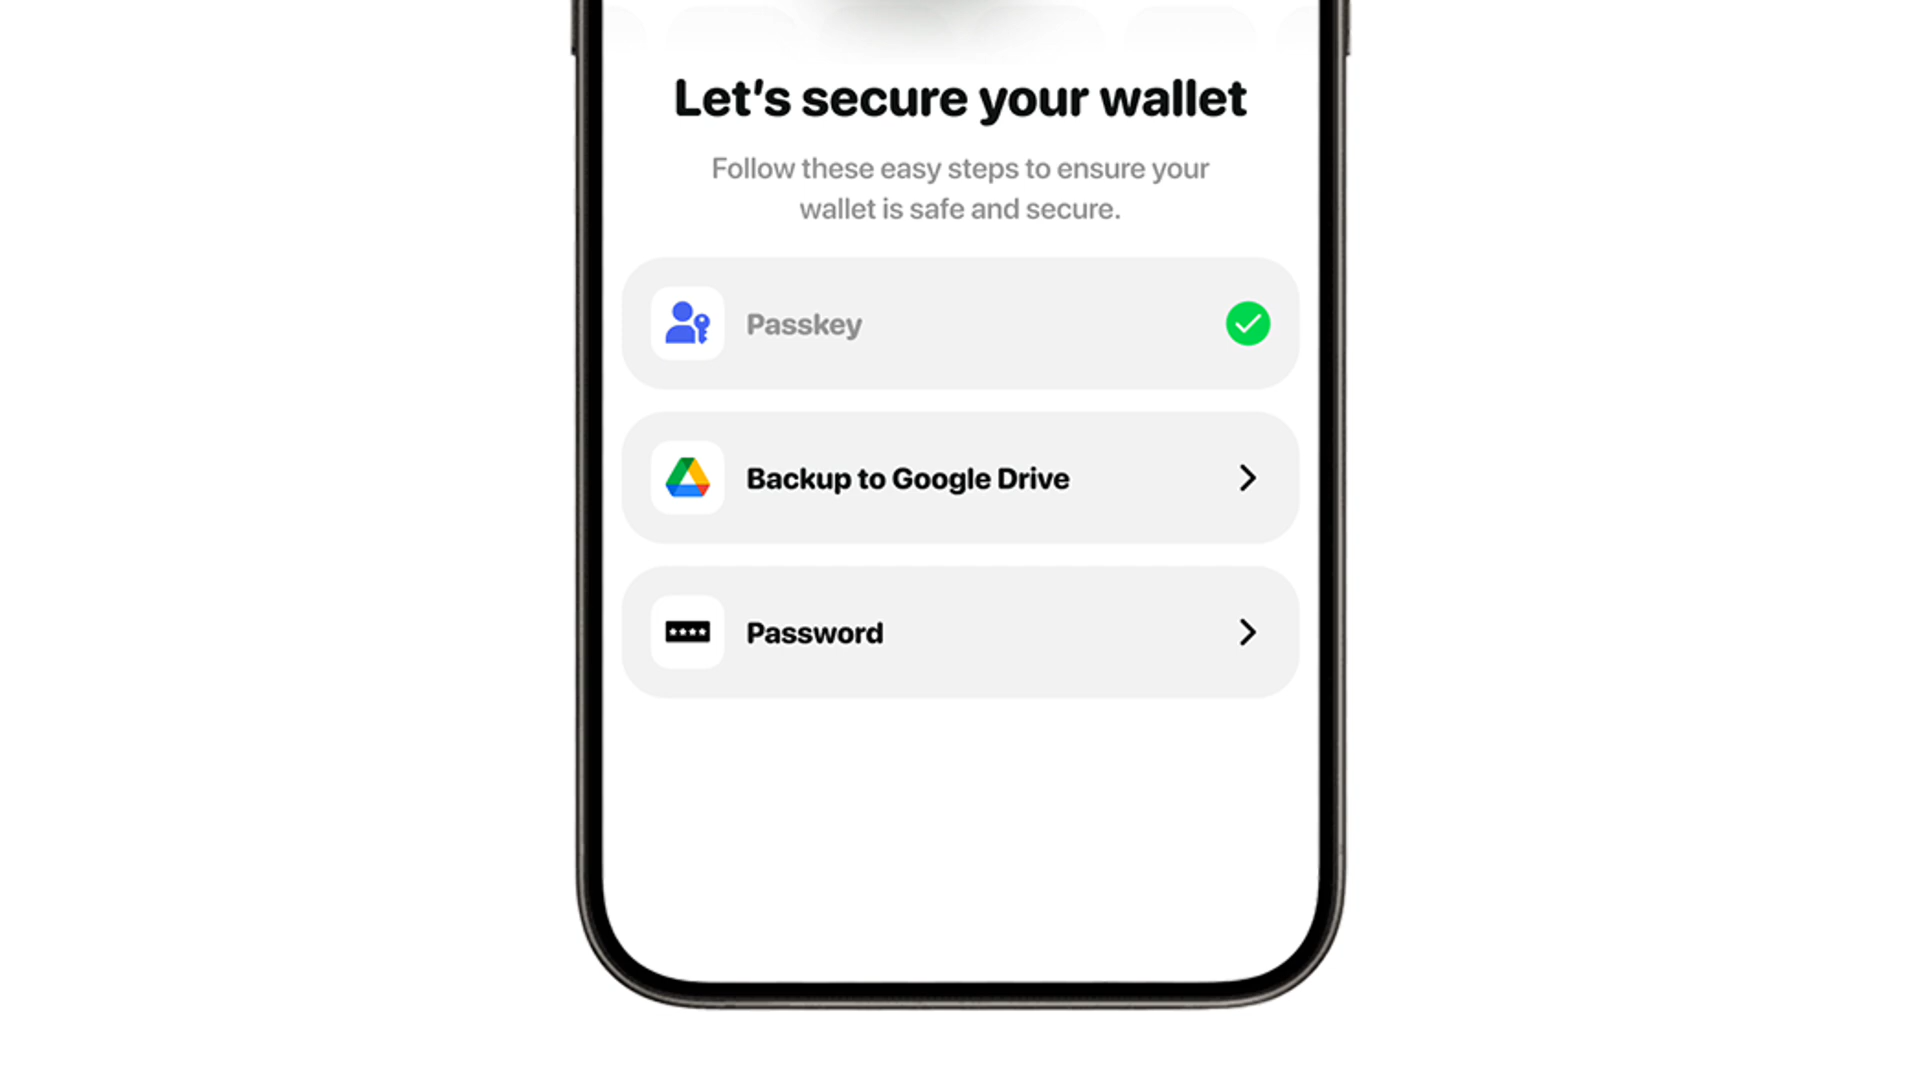 Let's secure your wallet
Follow these easy steps to ensure your
wallet is safe and secure.
Passkey
Backup to Google Drive
Password